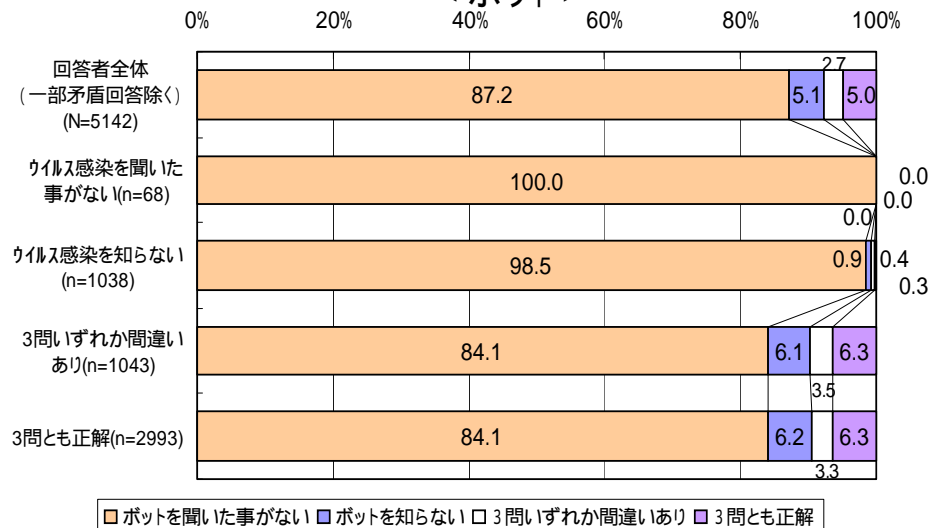 <ボット>
0% 20% 40% 60% 80% 100%
回答者全体
(一部矛盾回答除く)
(N=5142)
87.2 5.1 2.7 5.0
ウイルス感染を聞いた
事がない(n=68)
100.0 0.0
0.0
0.0
ウイルス感染を知らない
(n=1038)
98.5 0.9 0.4
0.3
3問いずれか間違い
あり(n=1043)
84.1 6.1 3.5 6.3
3問とも正解(n=2993)
84.1 6.2 3.3 6.3
ボットを聞いた事がない ボットを知らない 3問いずれか間違いあり 3問とも正解